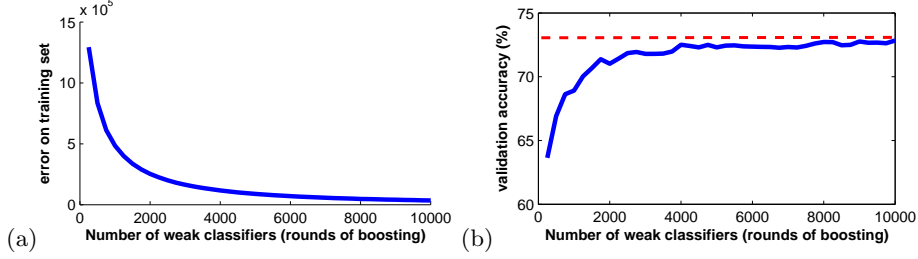 x 10⁵
15
10
5
0
error on training set
0 2000 4000 6000 8000 10000
Number of weak classifiers (rounds of boosting)
(a)
75
70
65
60
validation accuracy (%)
0 2000 4000 6000 8000 10000
Number of weak classifiers (rounds of boosting)
(b)